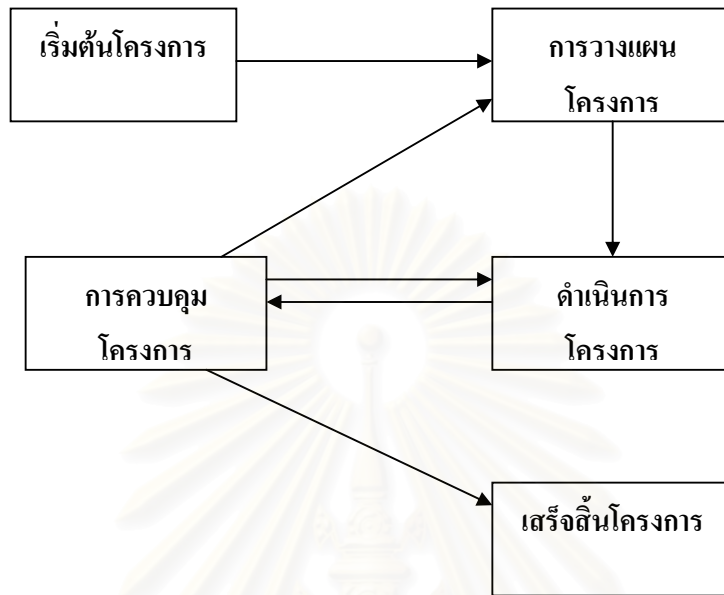 เริ่มต้นโครงการ
การวางแผน
โครงการ
การควบคุม
โครงการ
ดำเนินการ
โครงการ
เสร็จสิ้นโครงการ